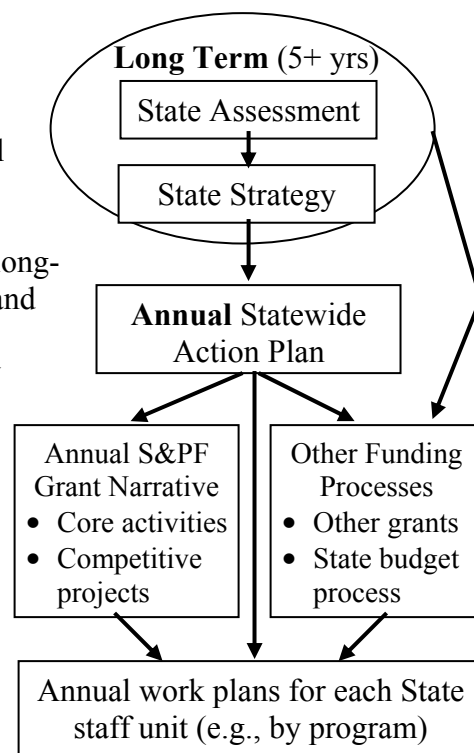 Long Term (5+ yrs)
State Assessment
State Strategy
long-
and
Annual Statewide
Action Plan
Annual S&PF
Grant Narrative
• Core activities
• Competitive
projects
Other Funding
Processes
• Other grants
• State budget
process
Annual work plans for each State
staff unit (e.g., by program)